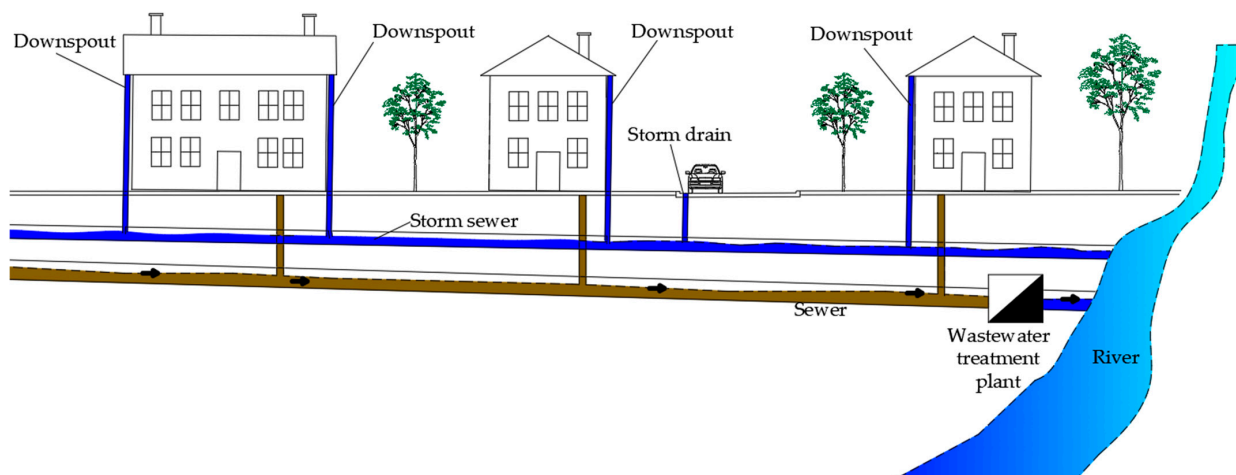 Downspout
Downspout
Downspout
Downspout
Storm drain
Storm sewer
Sewer
Wastewater
treatment
plant
River